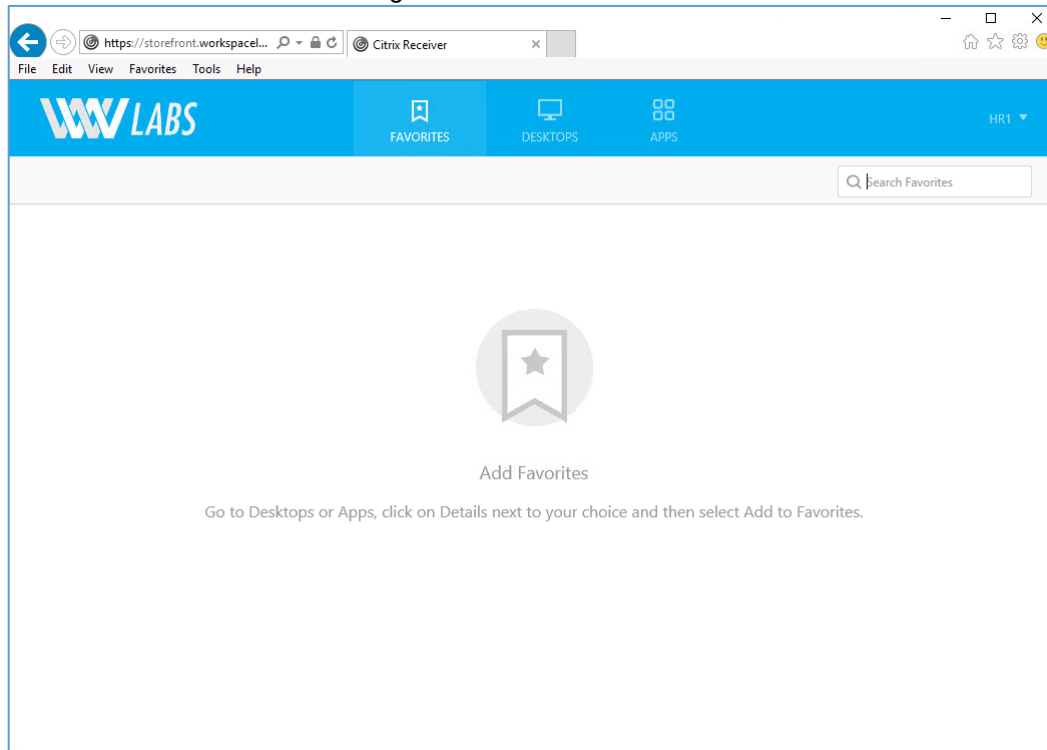 https://storefront.workspacel... Citrix Receiver
File Edit View Favorites Tools Help
WW LABS
FAVORITES DESKTOPS APPS HR1
Search Favorites
Add Favorites
Go to Desktops or Apps, click on Details next to your choice and then select Add to Favorites.